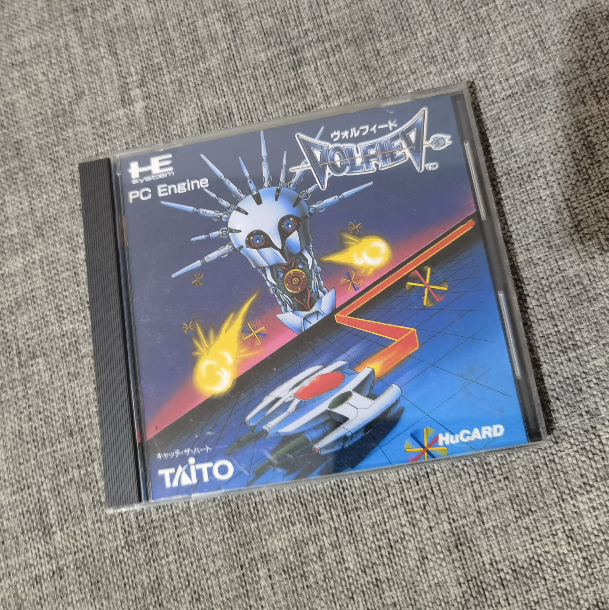 ヴォルフィード
VOLFIED
TM
HE
SYSTEM
PC Engine
キャッチ・ザ・ハート
TAITO
HuCARD